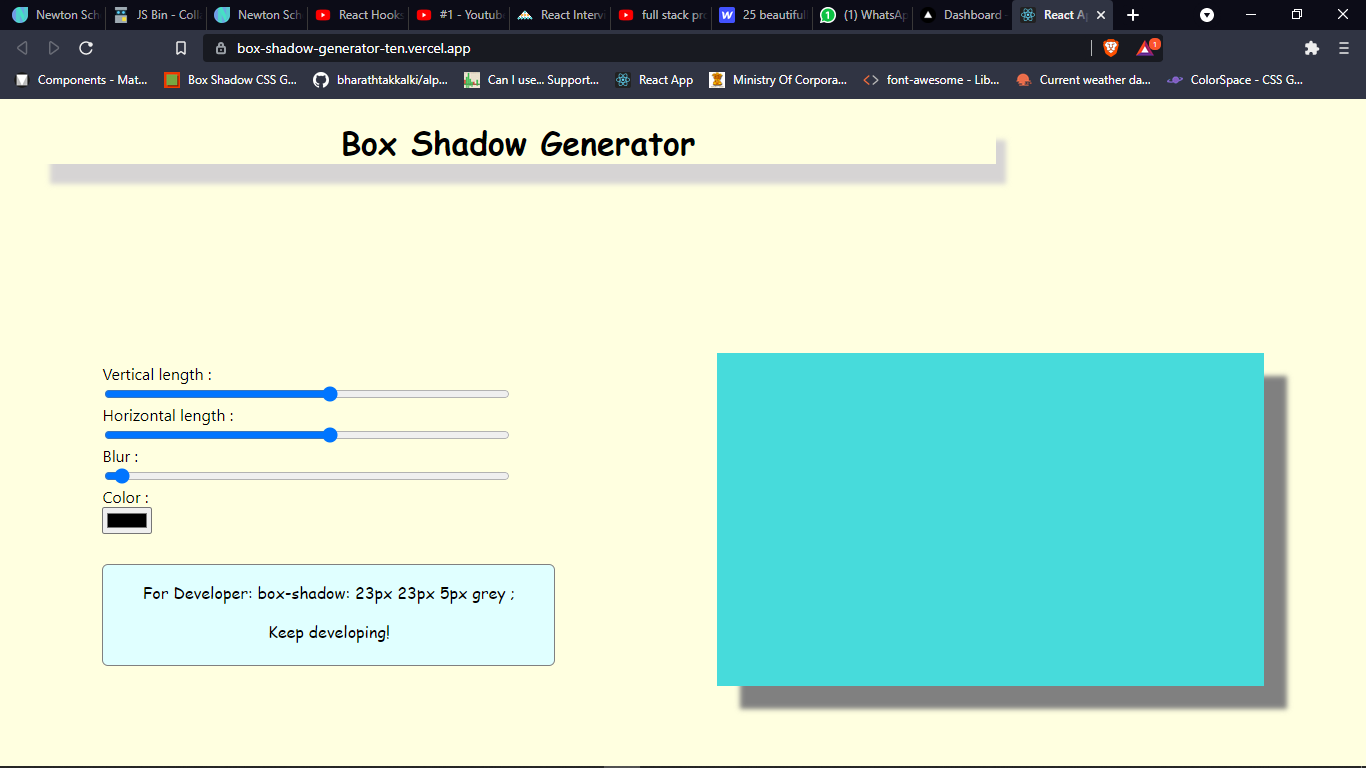 Newton Sch JS Bin - Coll Newton Sch React Hooks #1 - Youtub React Interv full stack pro 25 beautiful (1) WhatsAp Dashboard - React Ap
box-shadow-generator-ten.vercel.app 1
Components - Mat... Box Shadow CSS G... bharathtakkalki/alp... Can I use... Support... React App Ministry Of Corpora... font-awesome - Lib... Current weather da... ColorSpace - CSS G...
Box Shadow Generator
Vertical length :
Horizontal length :
Blur :
Color :
For Developer: box-shadow: 23px 23px 5px grey ;
Keep developing!